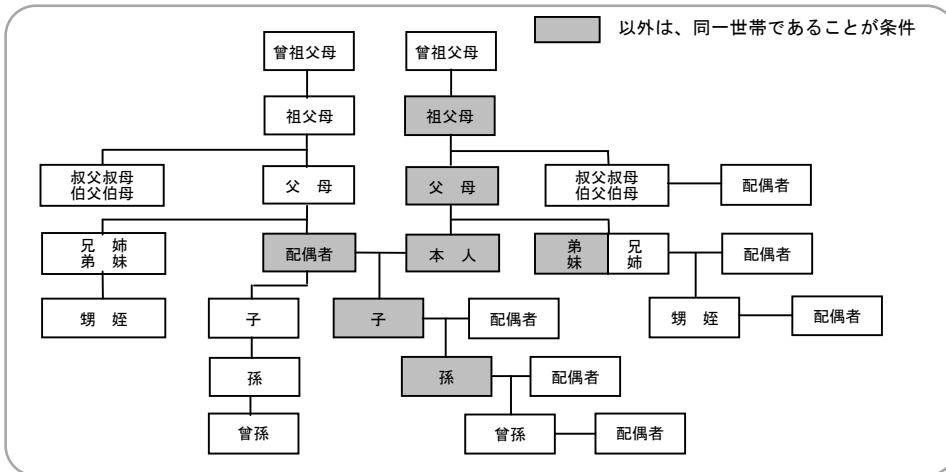 以外は、同一世帯であることが条件
曾祖父母
曾祖父母
祖父母
祖父母
叔父叔母
伯父伯母
父 母
父 母
叔父叔母
伯父伯母
配偶者
兄 姉
弟 妹
配偶者
本 人
弟 兄
妹 姉
配偶者
甥 姪
子
子
配偶者
甥 姪
配偶者
孫
孫
配偶者
曾孫
曾孫
配偶者